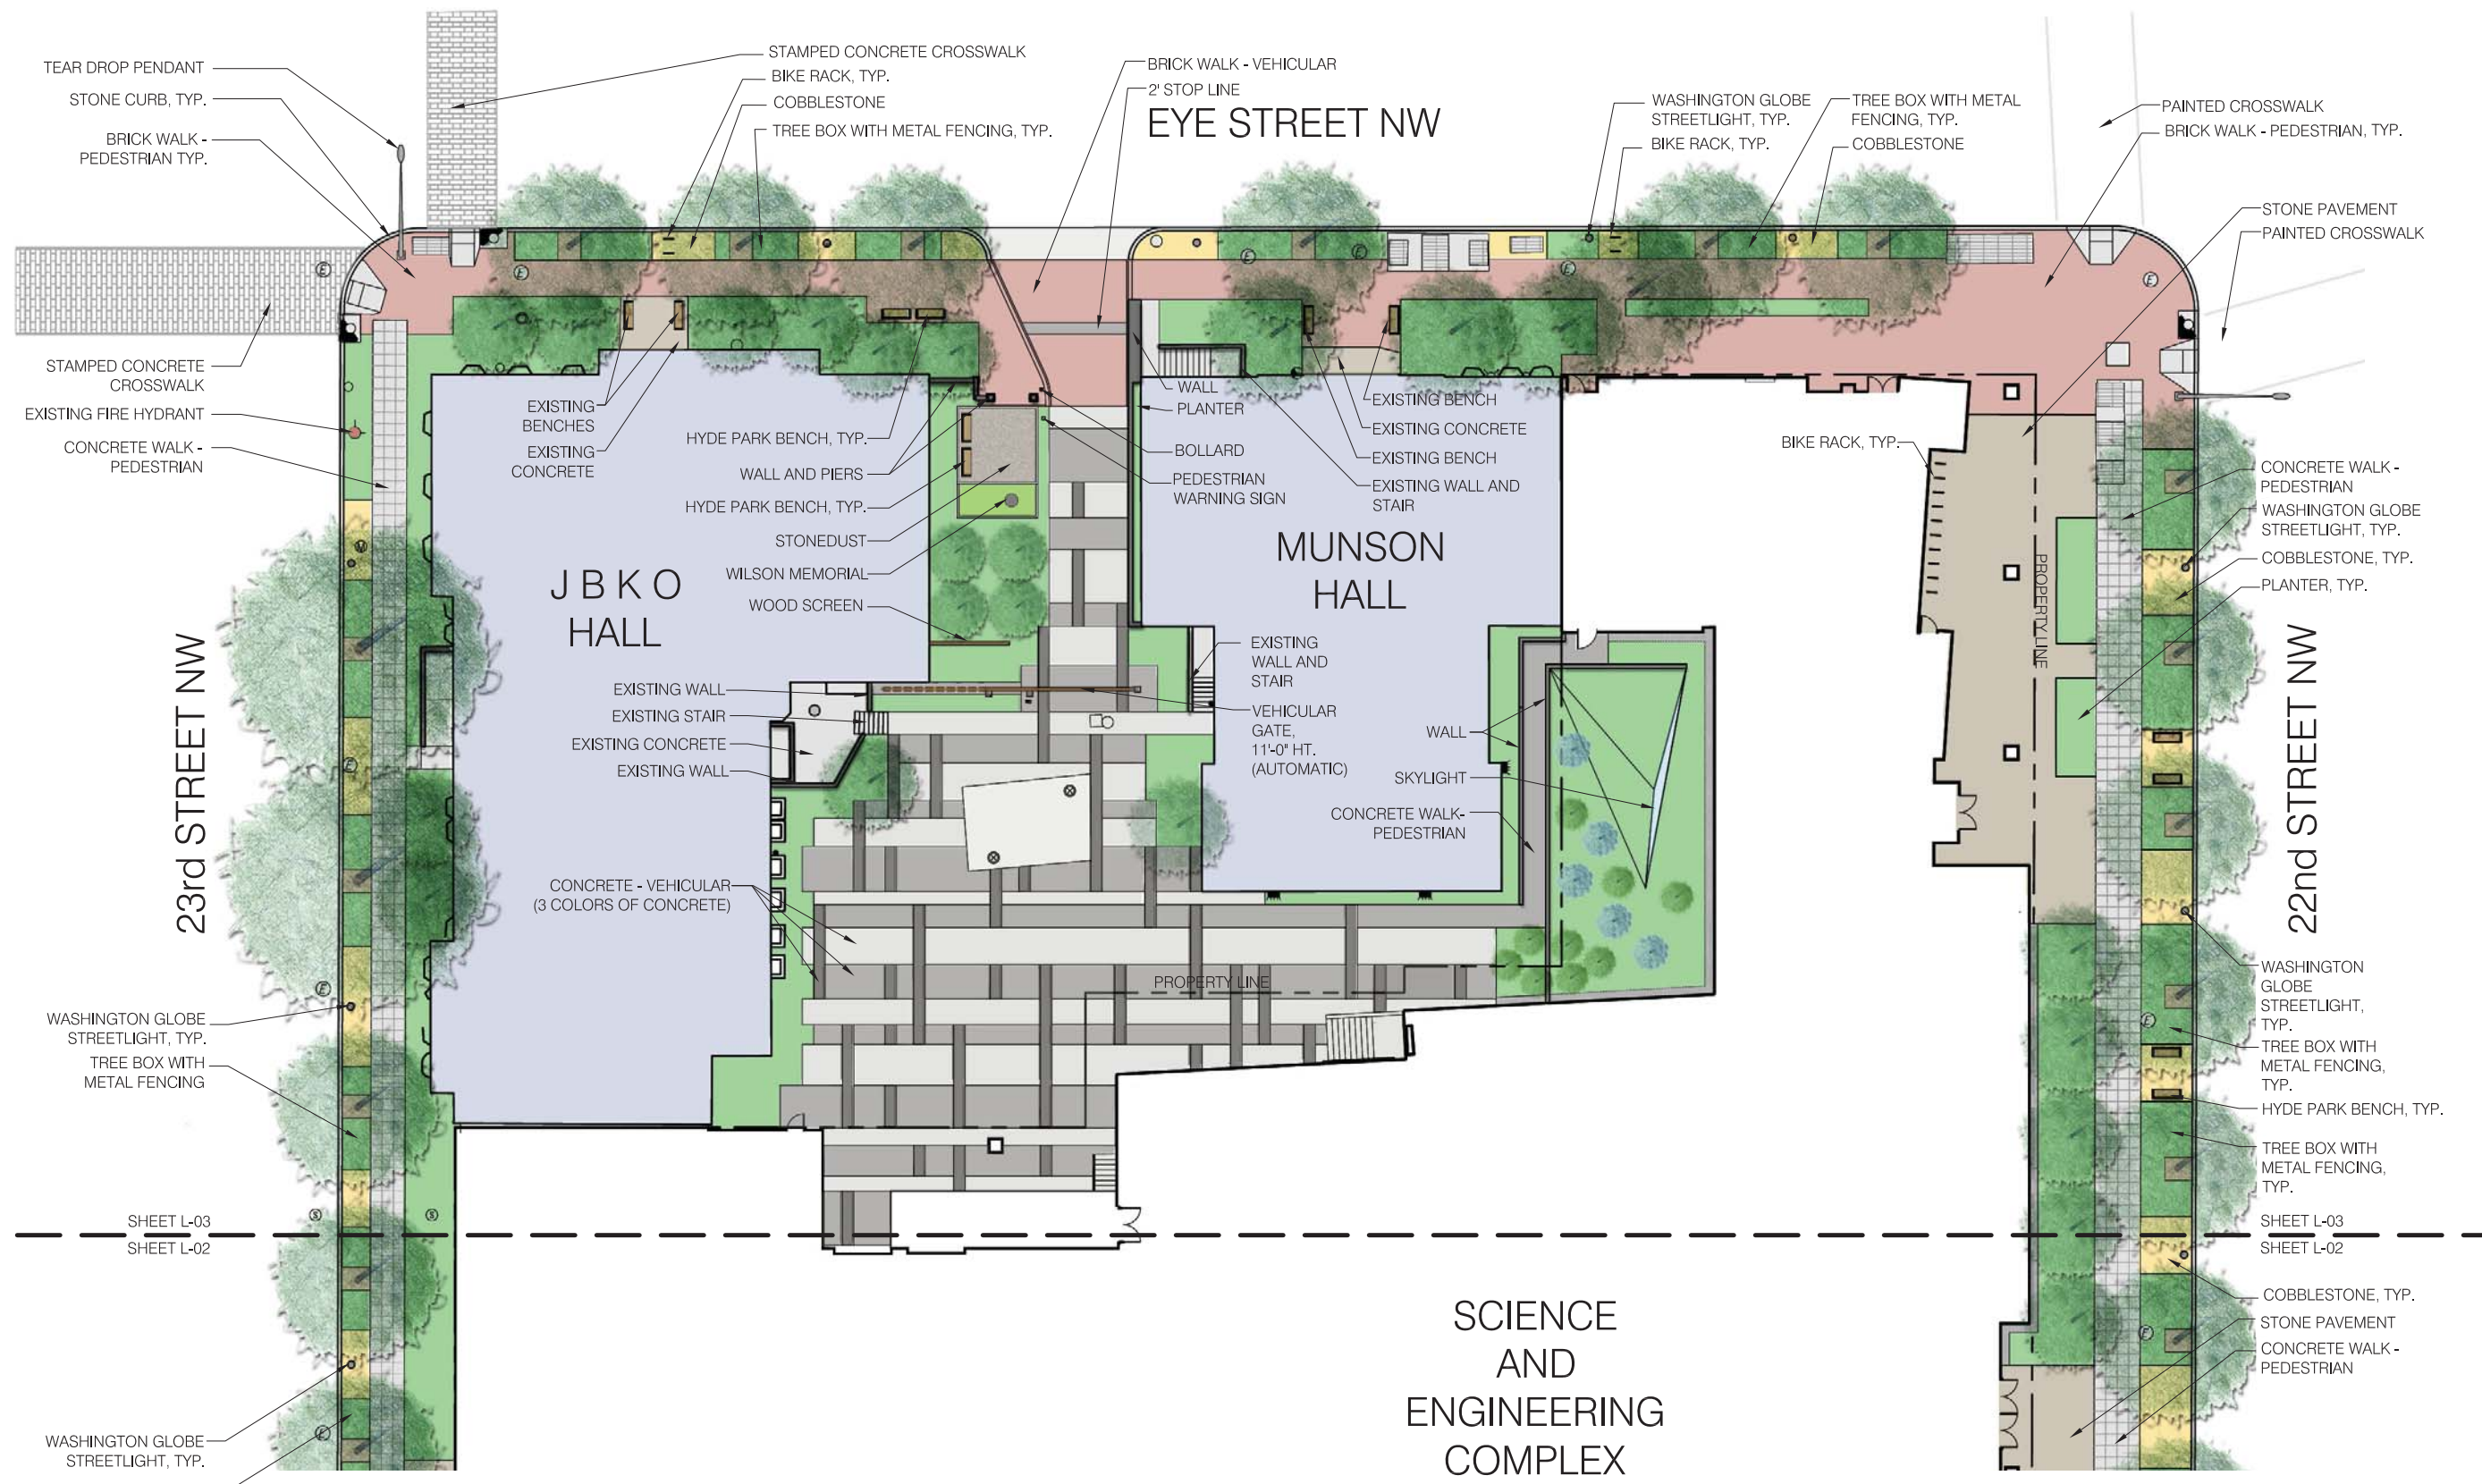 TEAR DROP PENDANT
STONE CURB, TYP.
BRICK WALK -
PEDESTRIAN TYP.
STAMPED CONCRETE CROSSWALK
BIKE RACK, TYP.
COBBLESTONE
TREE BOX WITH METAL FENCING, TYP.
BRICK WALK - VEHICULAR
2' STOP LINE
EYE STREET NW
WASHINGTON GLOBE
STREETLIGHT, TYP.
BIKE RACK, TYP.
TREE BOX WITH METAL
FENCING, TYP.
COBBLESTONE
PAINTED CROSSWALK
BRICK WALK - PEDESTRIAN, TYP.
STONE PAVEMENT
PAINTED CROSSWALK
STAMPED CONCRETE
CROSSWALK
EXISTING FIRE HYDRANT
CONCRETE WALK -
PEDESTRIAN
EXISTING
BENCHES
EXISTING
CONCRETE
HYDE PARK BENCH, TYP.
WALL AND PIERS
HYDE PARK BENCH, TYP.
STONEDUST
WILSON MEMORIAL
WOOD SCREEN
WALL
PLANTER
BOLLARD
PEDESTRIAN
WARNING SIGN
EXISTING BENCH
EXISTING CONCRETE
EXISTING BENCH
EXISTING WALL AND
STAIR
BIKE RACK, TYP.
PROPERTY LINE
CONCRETE WALK -
PEDESTRIAN
WASHINGTON GLOBE
STREETLIGHT, TYP.
COBBLESTONE, TYP.
PLANTER, TYP.
JBKO
HALL
MUNSON
HALL
23rd STREET NW
22nd STREET NW
EXISTING WALL
EXISTING STAIR
EXISTING CONCRETE
EXISTING WALL
EXISTING
WALL AND
STAIR
VEHICULAR
GATE,
11'-0" HT.
(AUTOMATIC)
WALL
SKYLIGHT
CONCRETE WALK-
PEDESTRIAN
CONCRETE - VEHICULAR
(3 COLORS OF CONCRETE)
PROPERTY LINE
WASHINGTON GLOBE
STREETLIGHT, TYP.
TREE BOX WITH
METAL FENCING
WASHINGTON
GLOBE
STREETLIGHT,
TYP.
TREE BOX WITH
METAL FENCING,
TYP.
HYDE PARK BENCH, TYP.
TREE BOX WITH
METAL FENCING,
TYP.
SHEET L-03
SHEET L-02
SHEET L-03
SHEET L-02
COBBLESTONE, TYP.
STONE PAVEMENT
CONCRETE WALK -
PEDESTRIAN
SCIENCE
AND
ENGINEERING
COMPLEX
WASHINGTON GLOBE
STREETLIGHT, TYP.